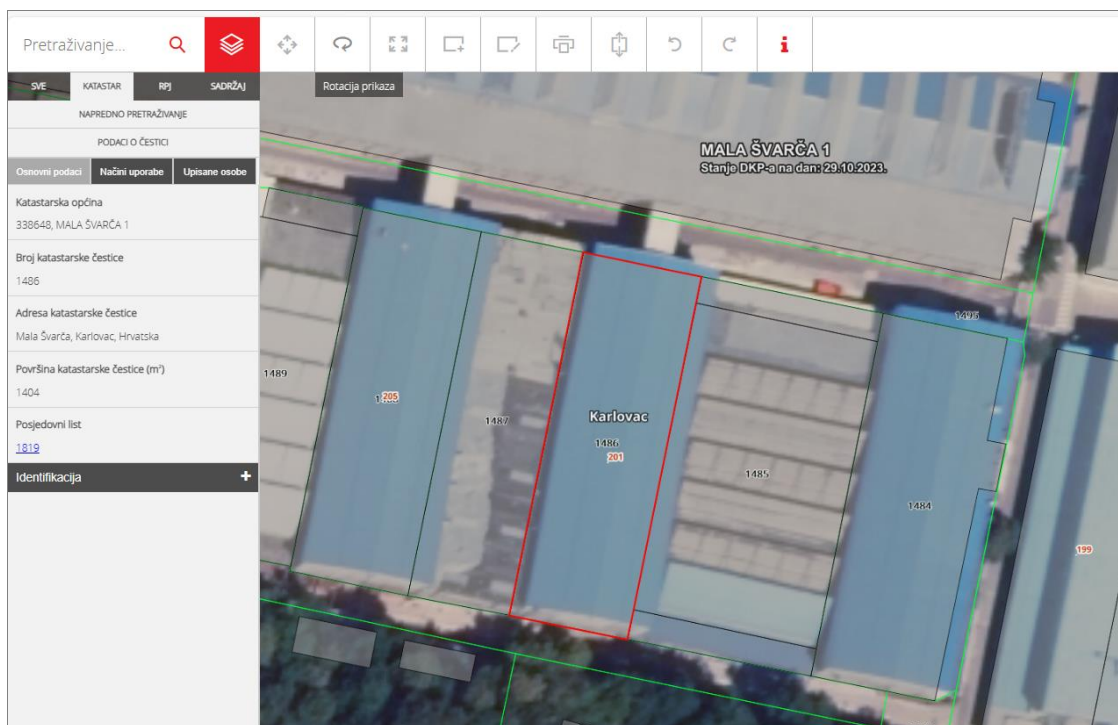 Pretraživanje...
SVE KATASTAR RPJ SADRŽAJ
Rotacija prikaza
NAPREDNO PRETRAŽIVANJE
PODACI O ČESTICI
Osnovni podaci Načini uporabe Upisane osobe
Katastarska općina
338648, MALA ŠVARČA 1
Broj katastarske čestice
1486
Adresa katastarske čestice
Mala Švarča, Karlovac, Hrvatska
Površina katastarske čestice (m²)
1404
Posjedovni list
1819
Identifikacija +
MALA ŠVARČA 1
Stanje DKP-a na dan: 29.10.2023.
1495
1489
205
1487
Karlovac
1486
201
1485
1484
199